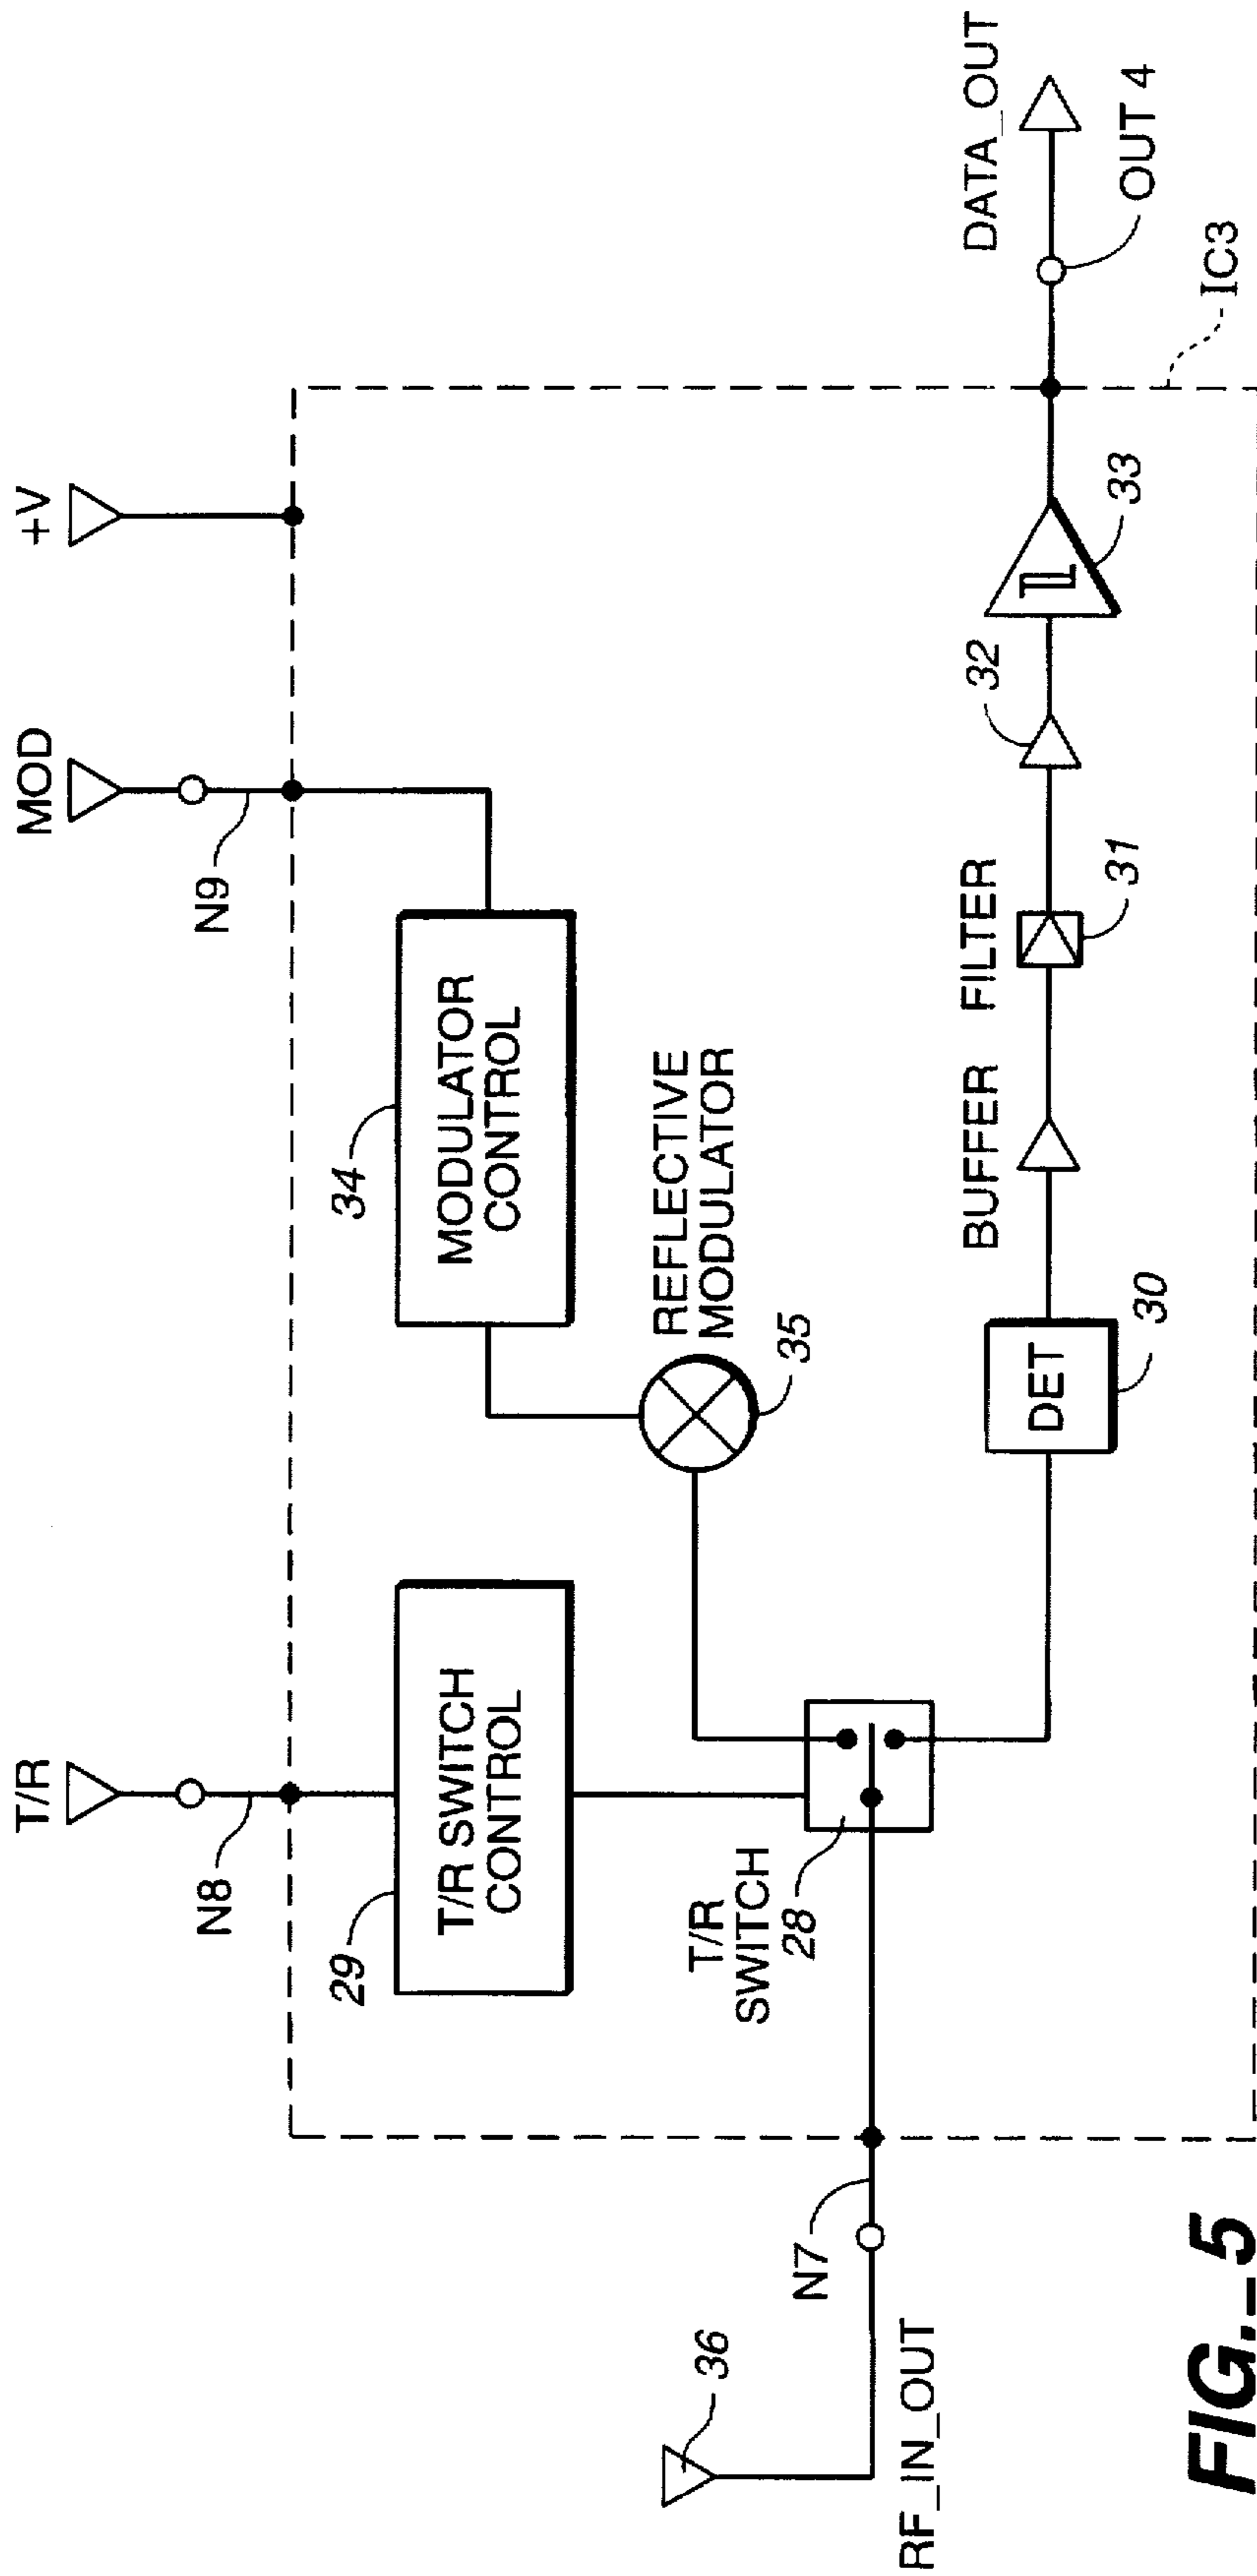 T/R
MOD
+V
N8
N9
29
T/R SWITCH
CONTROL
34
MODULATOR
CONTROL
REFLECTIVE
MODULATOR
35
36
T/R
SWITCH
28
N7
RF_IN_OUT
DET
30
BUFFER
FILTER
31
32
33
DATA_OUT
OUT 4
IC3
FIG._5